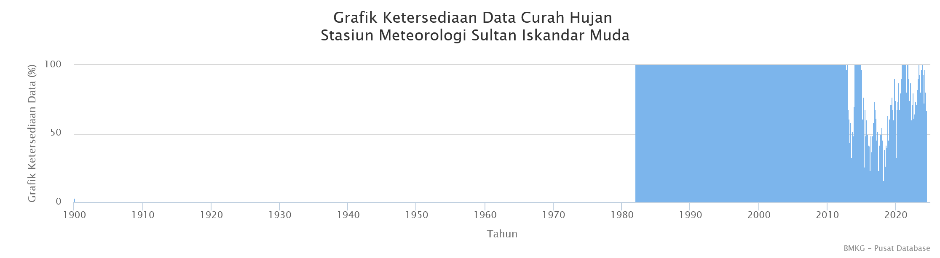 Grafik Ketersediaan Data Curah Hujan
Stasiun Meteorologi Sultan Iskandar Muda
Grafik Ketersediaan Data (%)
100
50
0
1900 1910 1920 1930 1940 1950 1960 1970 1980 1990 2000 2010 2020
Tahun
BMKG - Pusat Database